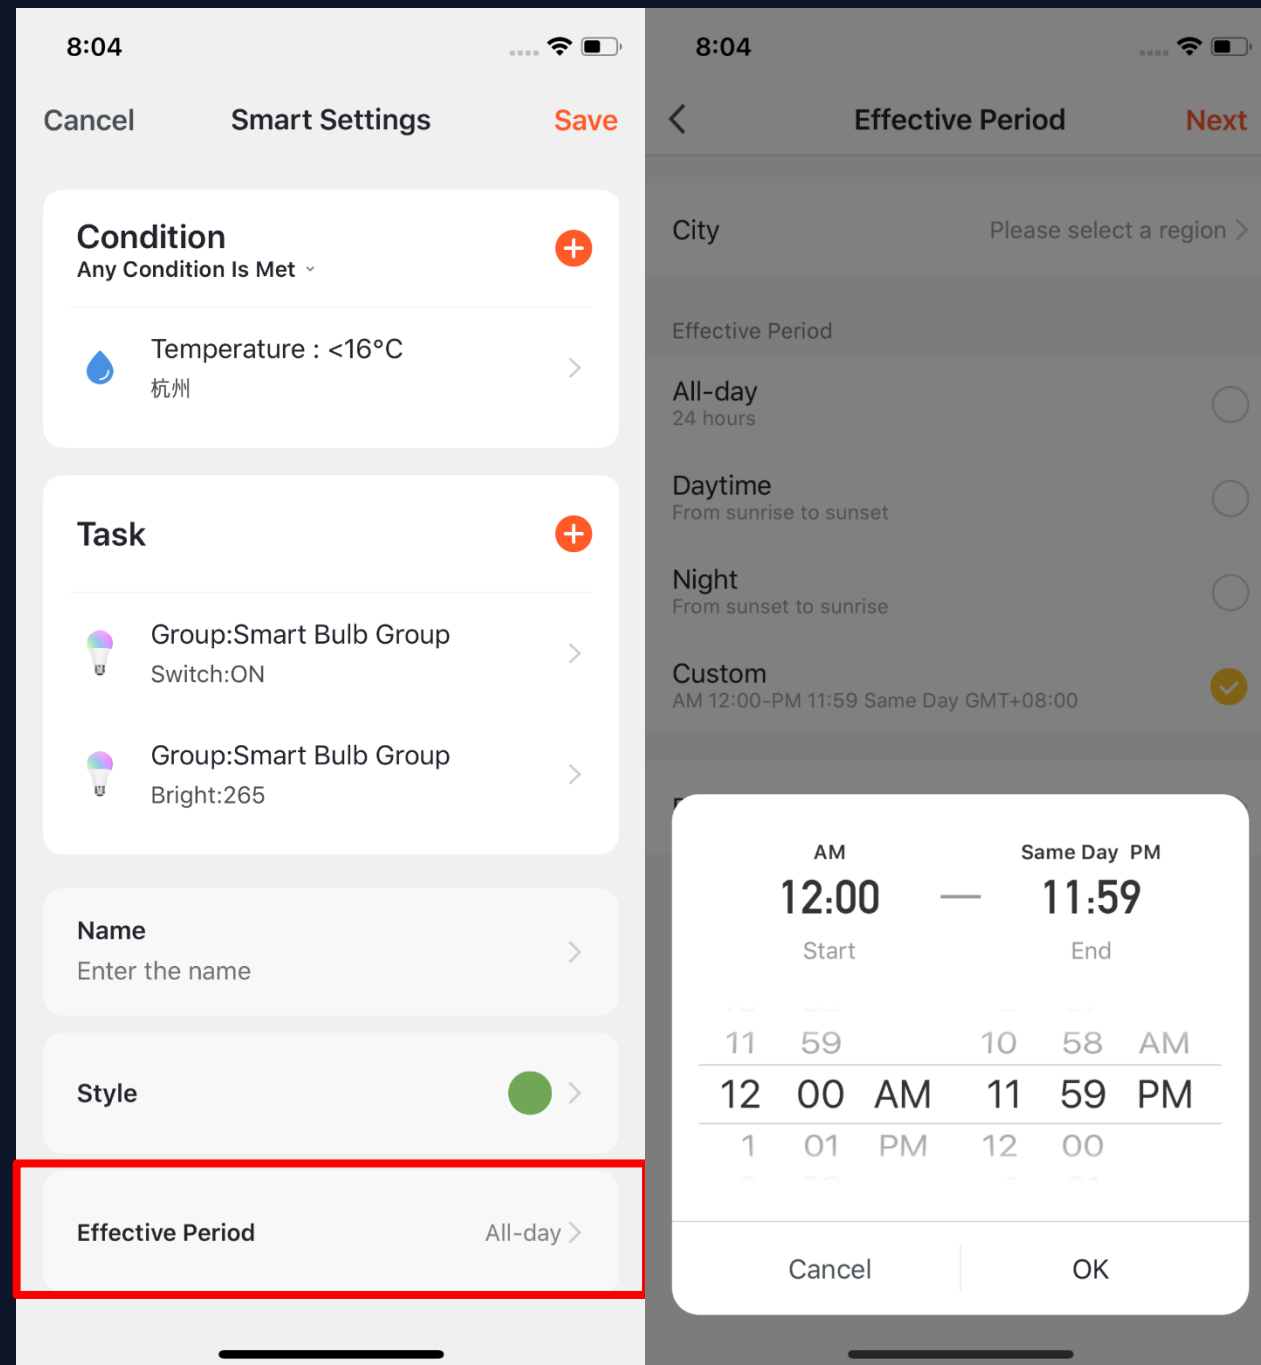 8:04
Cancel Smart Settings Save
Condition
Any Condition Is Met
Temperature : <16°C
杭州
Task
Group:Smart Bulb Group
Switch:ON
Group:Smart Bulb Group
Bright:265
Name
Enter the name
Style
Effective Period All-day
8:04
Effective Period Next
City Please select a region
Effective Period
All-day
24 hours
Daytime
From sunrise to sunset
Night
From sunset to sunrise
Custom
AM 12:00-PM 11:59 Same Day GMT+08:00
AM Same Day PM
12:00 — 11:59
Start End
11 59 10 58 AM
12 00 AM 11 59 PM
1 01 PM 12 00
Cancel OK